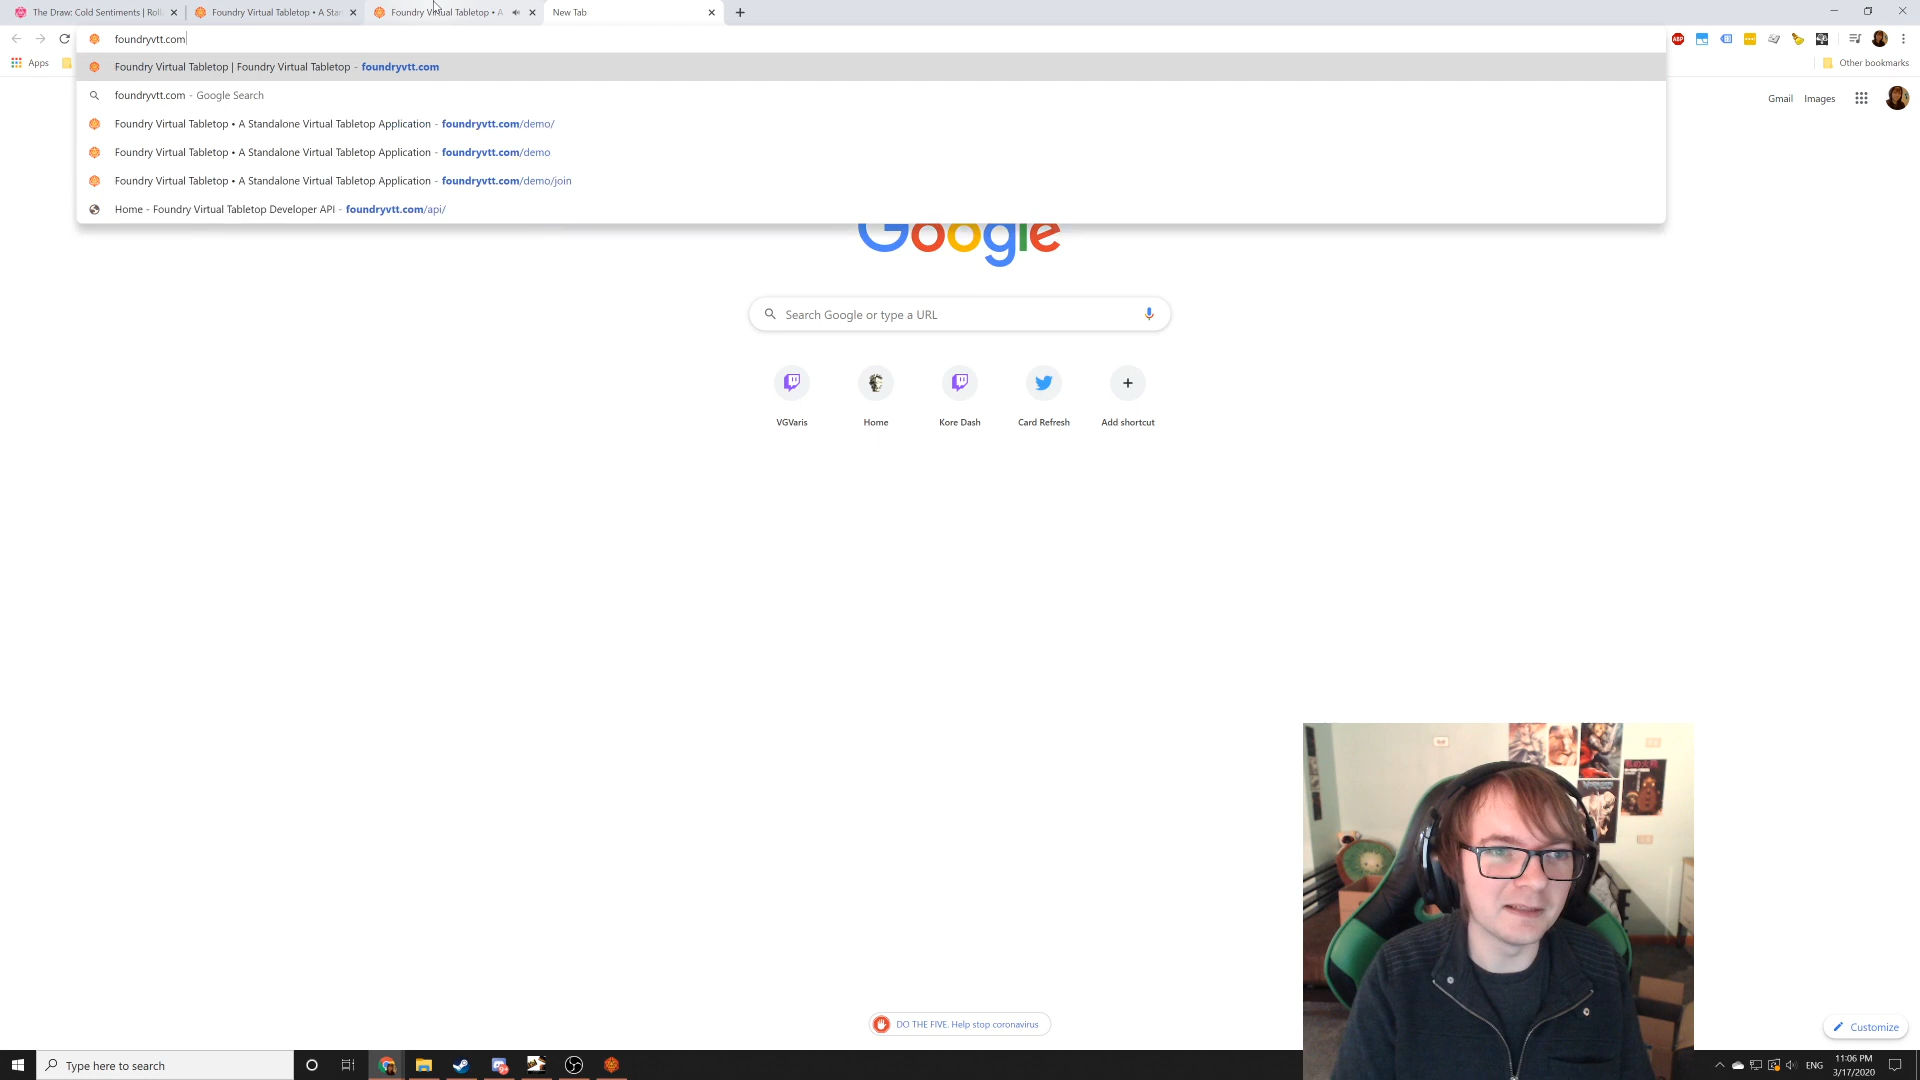 The Draw: Cold Sentiments | Roll
Foundry Virtual Tabletop • A Stan
Foundry Virtual Tabletop • A
New Tab
foundryvtt.com
Apps
Foundry Virtual Tabletop | Foundry Virtual Tabletop - foundryvtt.com
Other bookmarks
foundryvtt.com - Google Search
Gmail Images
Foundry Virtual Tabletop • A Standalone Virtual Tabletop Application - foundryvtt.com/demo/
Foundry Virtual Tabletop • A Standalone Virtual Tabletop Application - foundryvtt.com/demo
Foundry Virtual Tabletop • A Standalone Virtual Tabletop Application - foundryvtt.com/demo/join
Home - Foundry Virtual Tabletop Developer API - foundryvtt.com/api/
Google
Search Google or type a URL
VGVaris
Home
Kore Dash
Card Refresh
Add shortcut
DO THE FIVE. Help stop coronavirus
Customize
Type here to search
ENG
11:06 PM
3/17/2020